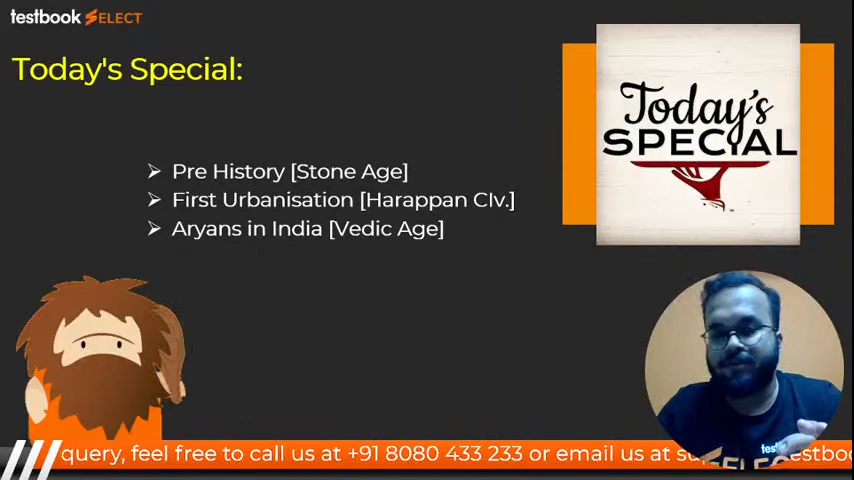 testbook SELECT
Today's Special:
Today's
SPECIAL
Pre History [Stone Age]
First Urbanisation [Harappan CIv.]
Aryans in India [Vedic Age]
query, feel free to call us at +91 8080 433 233 or email us at